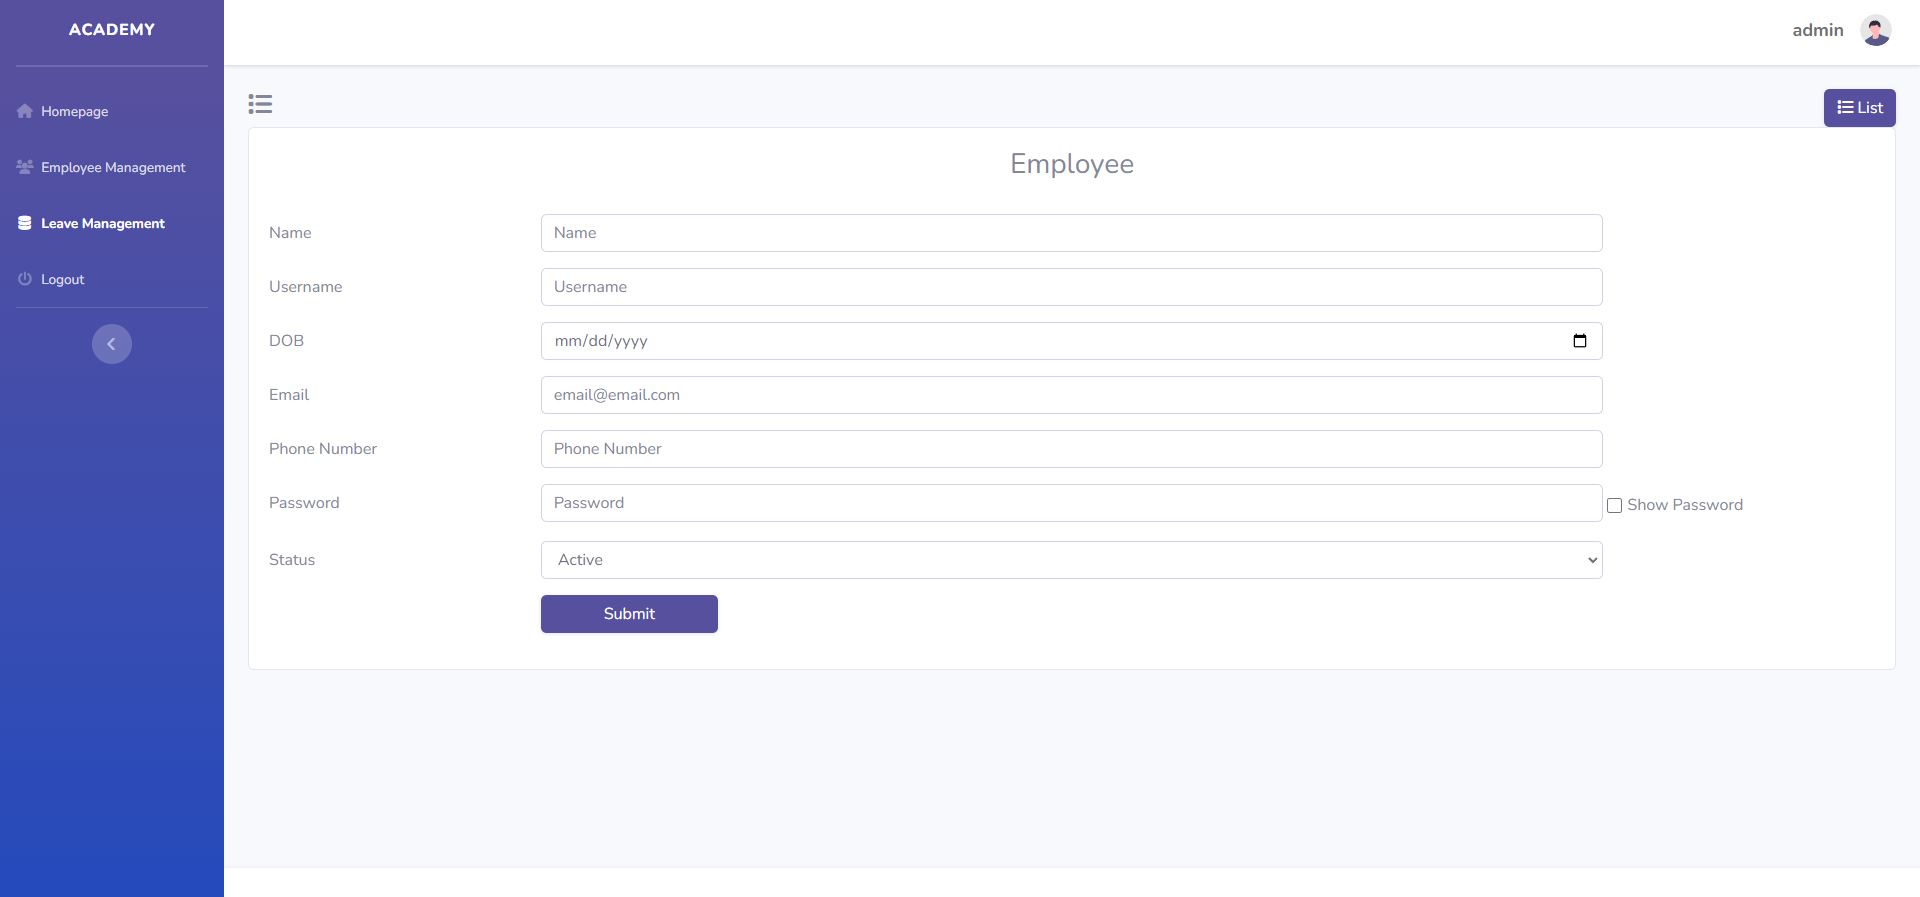 ACADEMY
admin
Homepage
Employee Management
Leave Management
Logout
List
Employee
Name
Name
Username
Username
DOB
mm/dd/yyyy
Email
email@email.com
Phone Number
Phone Number
Password
Password
Show Password
Status
Active
Submit